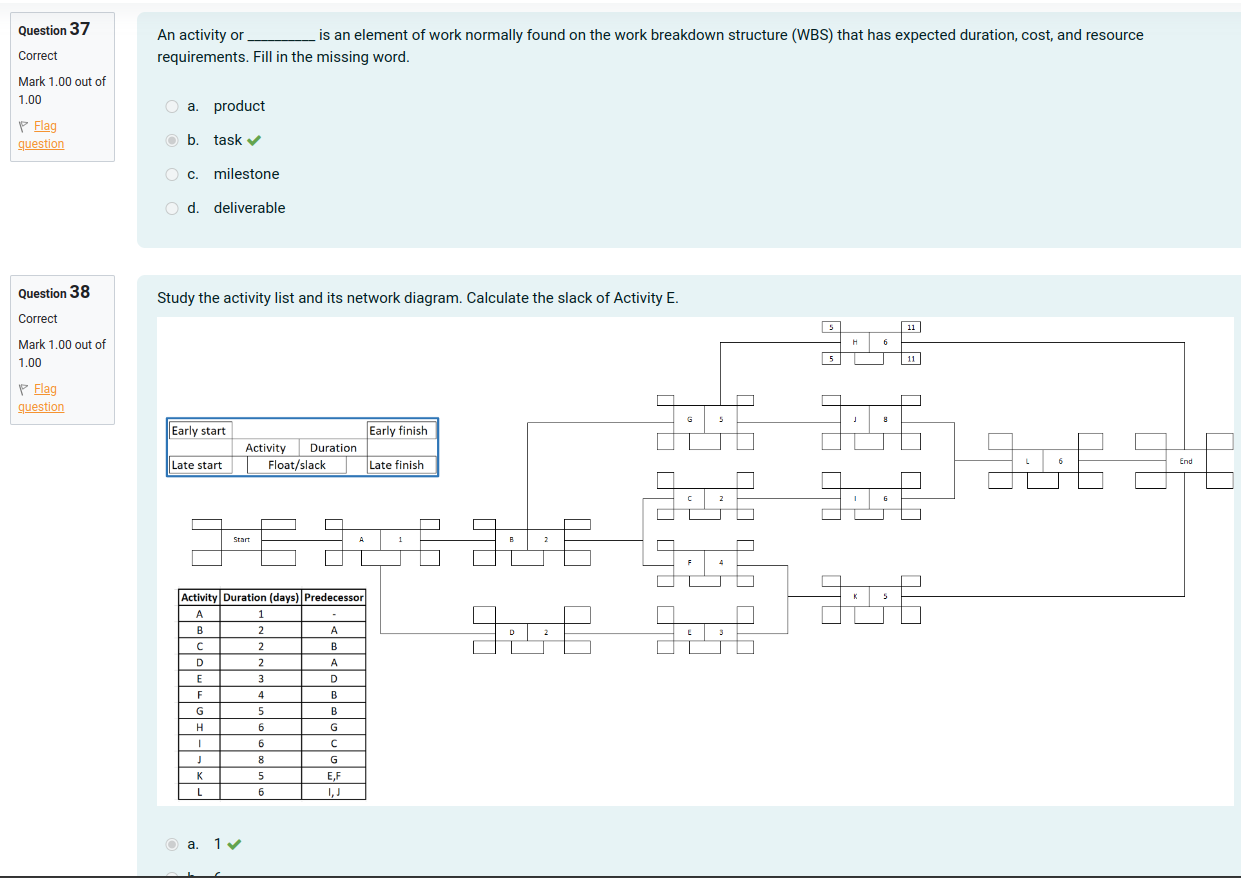 Question 37
Correct
Mark 1.00 out of
1.00
Flag
question
An activity or __________ is an element of work normally found on the work breakdown structure (WBS) that has expected duration, cost, and resource
requirements. Fill in the missing word.
a. product
b. task
c. milestone
d. deliverable
Question 38
Correct
Mark 1.00 out of
1.00
Flag
question
Study the activity list and its network diagram. Calculate the slack of Activity E.
5 11
H 6
5 11
G 5
J 8
Early start Early finish
Activity Duration
Late start Float/slack Late finish
L 6
End
C 2
I 6
Start
A 1
B 2
F 4
K 5
D 2
E 3
Activity Duration (days) Predecessor
A 1 -
B 2 A
C 2 B
D 2 A
E 3 D
F 4 B
G 5 B
H 6 G
I 6 C
J 8 G
K 5 E,F
L 6 I, J
a. 1